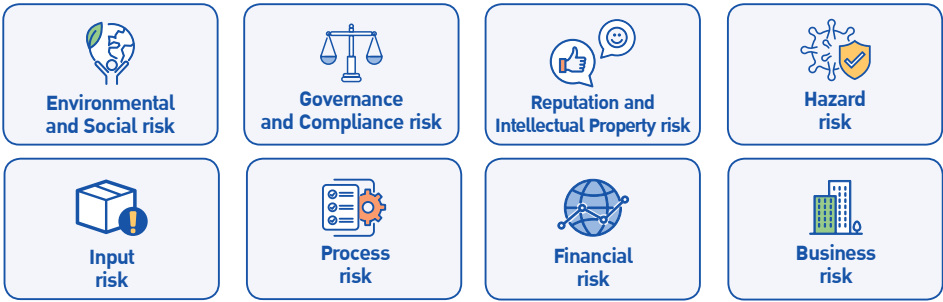 Environmental
and Social risk
Governance
and Compliance risk
Reputation and
Intellectual Property risk
Hazard
risk
Input
risk
Process
risk
Financial
risk
Business
risk